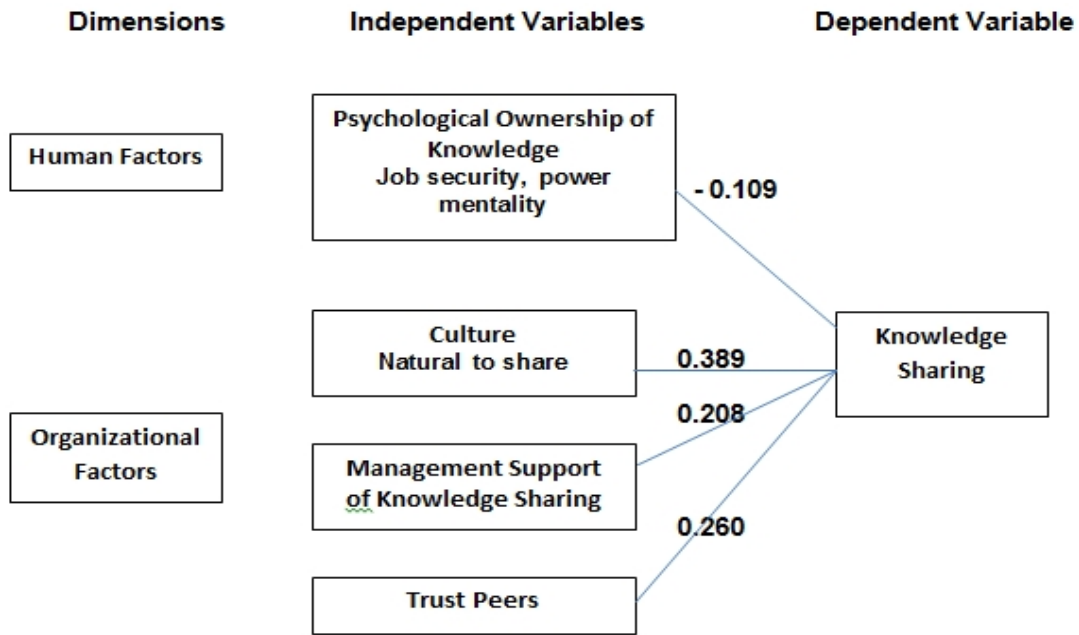 Dimensions
Independent Variables
Dependent Variable
Human Factors
Psychological Ownership of
Knowledge
Job security, power
mentality
- 0.109
Culture
Natural to share
0.389
Knowledge
Sharing
0.208
Organizational
Factors
Management Support
of Knowledge Sharing
0.260
Trust Peers